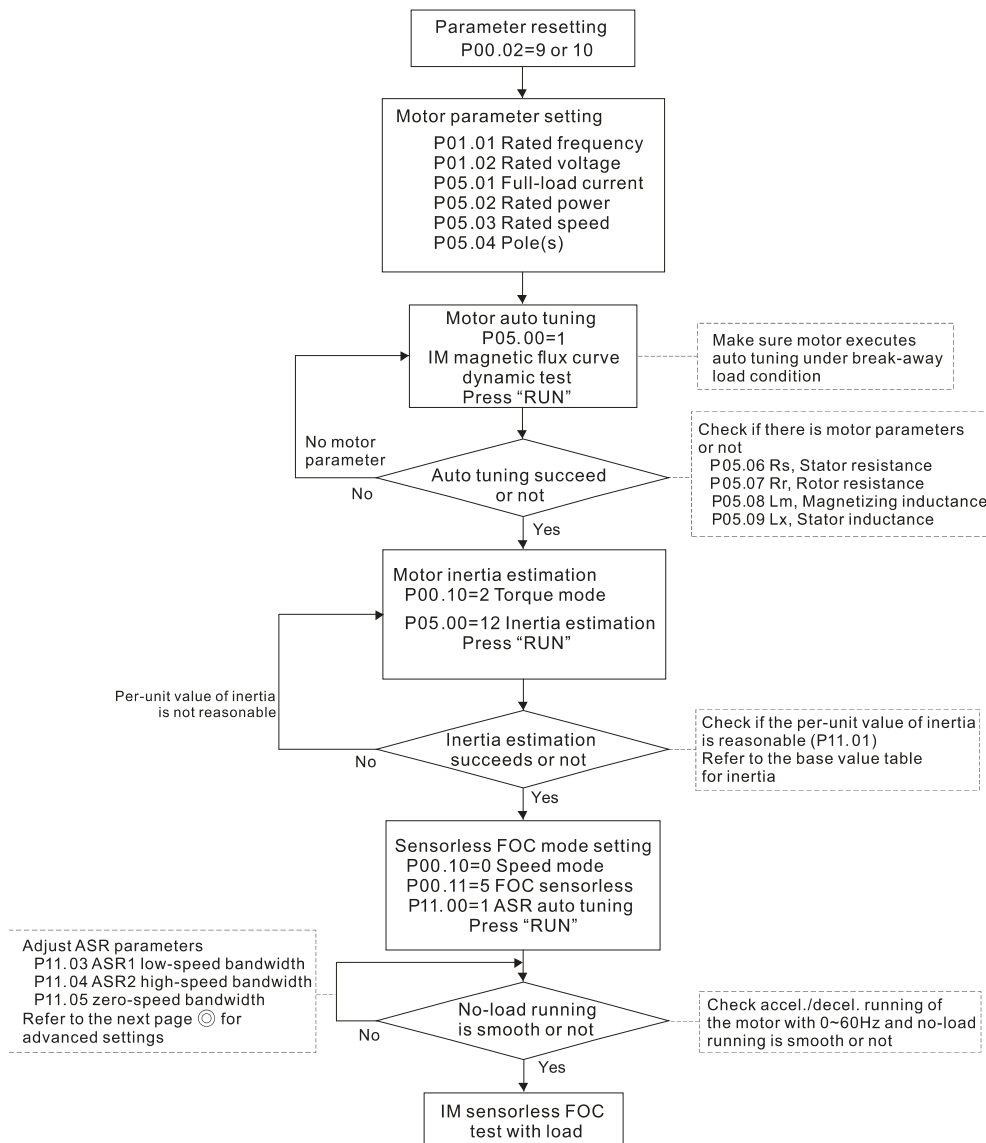 Parameter resetting
P00.02=9 or 10
Motor parameter setting
P01.01 Rated frequency
P01.02 Rated voltage
P05.01 Full-load current
P05.02 Rated power
P05.03 Rated speed
P05.04 Pole(s)
Motor auto tuning
P05.00=1
IM magnetic flux curve
dynamic test
Press “RUN”
Make sure motor executes
auto tuning under break-away
load condition
No motor
parameter
No
Auto tuning succeed
or not
Yes
Check if there is motor parameters
or not
P05.06 Rs, Stator resistance
P05.07 Rr, Rotor resistance
P05.08 Lm, Magnetizing inductance
P05.09 Lx, Stator inductance
Motor inertia estimation
P00.10=2 Torque mode
P05.00=12 Inertia estimation
Press “RUN”
Per-unit value of inertia
is not reasonable
No
Inertia estimation
succeeds or not
Yes
Check if the per-unit value of inertia
is reasonable (P11.01)
Refer to the base value table
for inertia
Sensorless FOC mode setting
P00.10=0 Speed mode
P00.11=5 FOC sensorless
P11.00=1 ASR auto tuning
Press “RUN”
Adjust ASR parameters
P11.03 ASR1 low-speed bandwidth
P11.04 ASR2 high-speed bandwidth
P11.05 zero-speed bandwidth
Refer to the next page ◎ for
advanced settings
No
No-load running
is smooth or not
Yes
Check accel./decel. running of
the motor with 0~60Hz and no-load
running is smooth or not
IM sensorless FOC
test with load